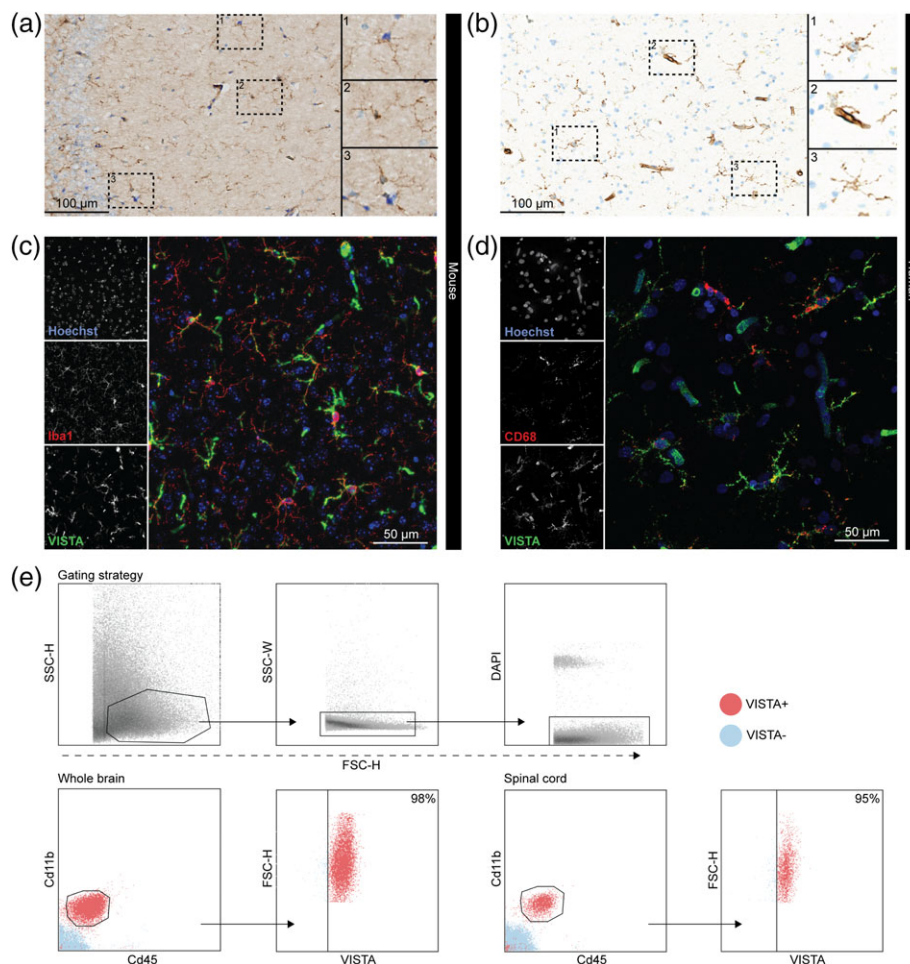 (a)
1
2
3
100 µm
1
2
3
(b)
2
1
3
100 µm
1
2
3
(c)
Hoechst
Iba1
VISTA
50 µm
Mouse
(d)
Hoechst
CD68
VISTA
50 µm
(e)
Gating strategy
SSC-H
SSC-W
DAPI
FSC-H
VISTA+
VISTA-
Whole brain
Cd11b
Cd45
98%
FSC-H
VISTA
Spinal cord
Cd11b
Cd45
95%
FSC-H
VISTA